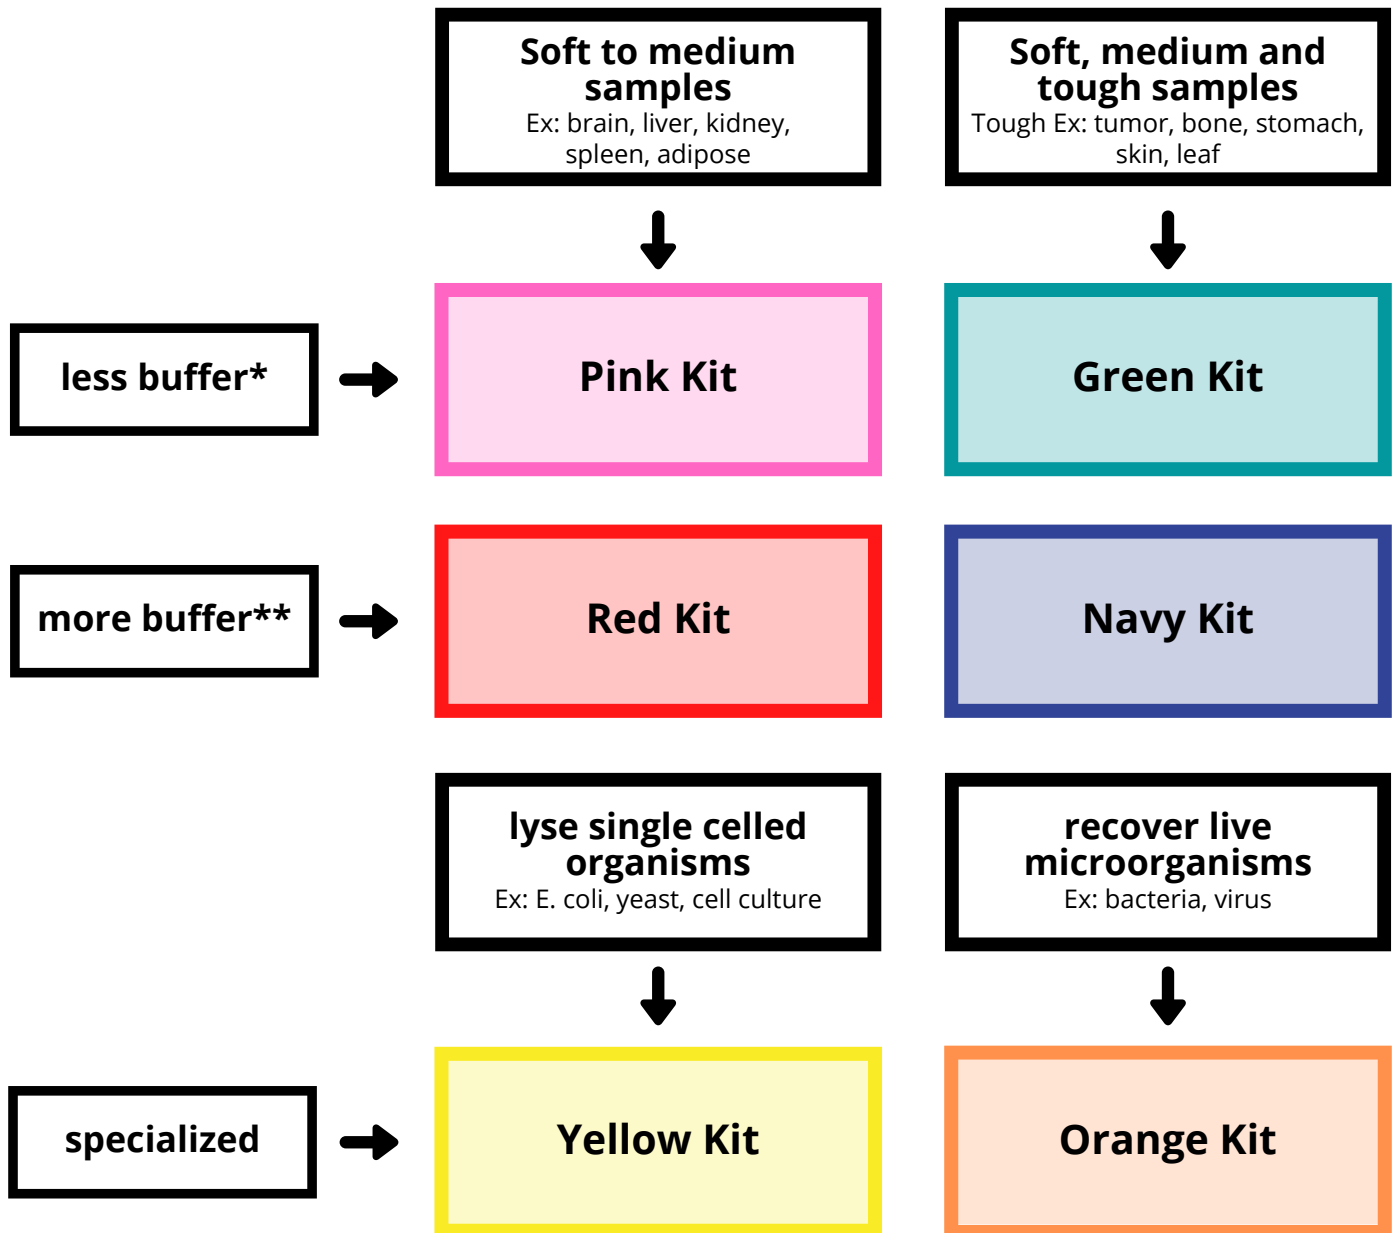 Soft to medium
samples
Ex: brain, liver, kidney,
spleen, adipose
Soft, medium and
tough samples
Tough Ex: tumor, bone, stomach,
skin, leaf
less buffer*
Pink Kit
Green Kit
more buffer**
Red Kit
Navy Kit
lyse single celled
organisms
Ex: E. coli, yeast, cell culture
recover live
microorganisms
Ex: bacteria, virus
specialized
Yellow Kit
Orange Kit